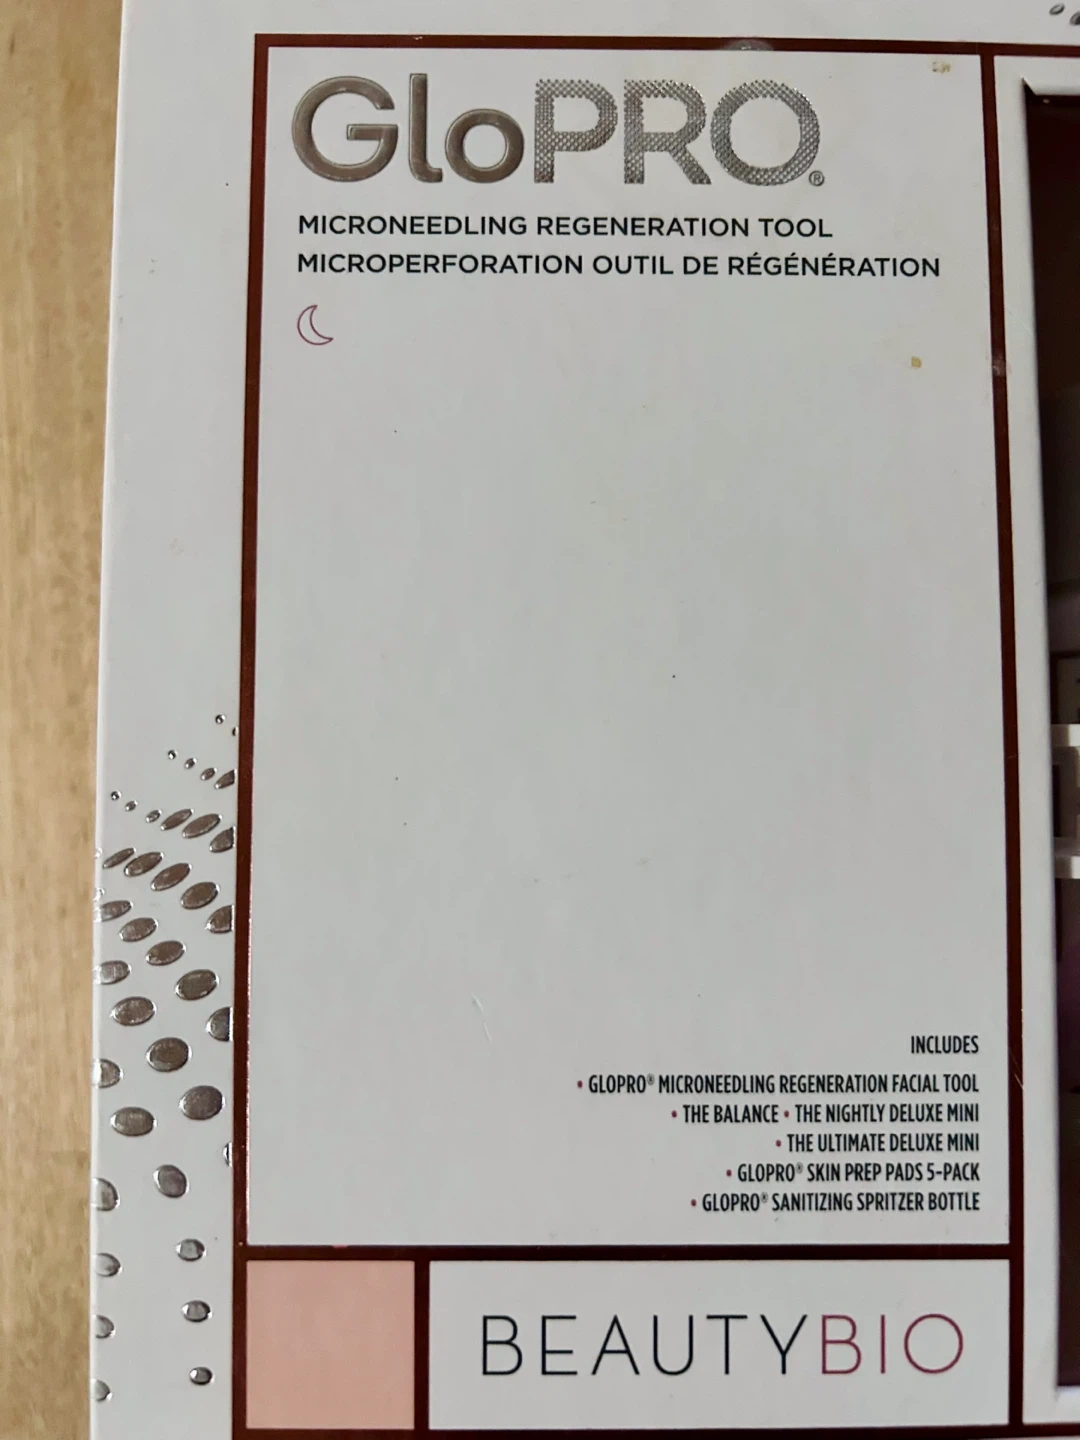 GloPRO®
MICRONEEDLING REGENERATION TOOL
MICROPERFORATION OUTIL DE RÉGÉNÉRATION
INCLUDES
• GLOPRO® MICRONEEDLING REGENERATION FACIAL TOOL
• THE BALANCE • THE NIGHTLY DELUXE MINI
• THE ULTIMATE DELUXE MINI
• GLOPRO® SKIN PREP PADS 5-PACK
• GLOPRO® SANITIZING SPRITZER BOTTLE
BEAUTYBIO